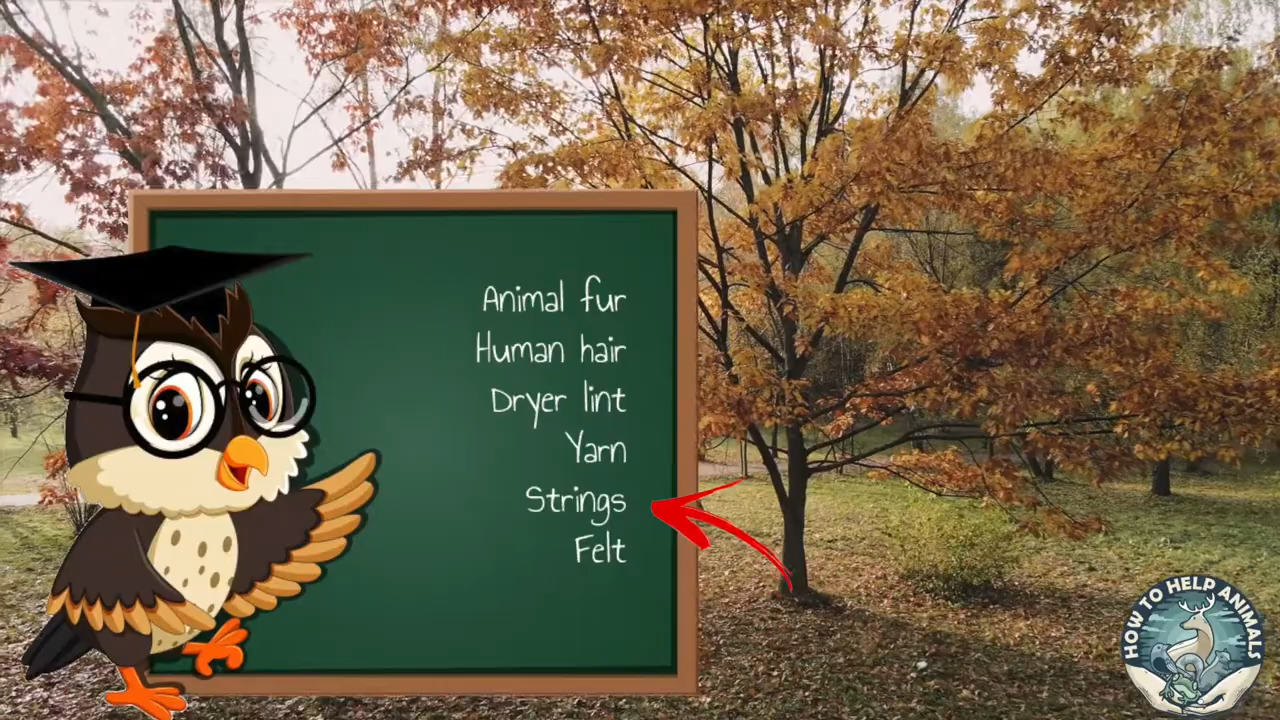 Animal fur
Human hair
Dryer lint
Yarn
Strings
Felt
HOW TO HELP ANIMALS